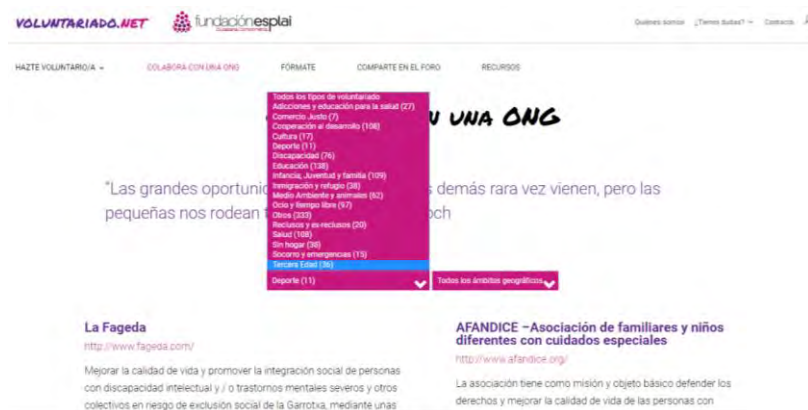 VOLUNTARIADO.NET
fundaciónesplai
Quiénes somos ¿Tienes dudas? Contacta
HAZTE VOLUNTARIO/A
COLABORA CON UNA ONG
FÓRMATE
COMPARTE EN EL FORO
RECURSOS
N UNA ONG
Todos los tipos de voluntariado
Adicciones y educación para la salud (27)
Comercio Justo (7)
Cooperación al desarrollo (108)
Cultura (17)
Deporte (11)
Discapacidad (76)
Educación (138)
Infancia, Juventud y familia (109)
Inmigración y refugio (38)
Medio Ambiente y animales (62)
Ocio y tiempo libre (97)
Otros (333)
Reclusos y ex-reclusos (20)
Salud (108)
Sin hogar (38)
Socorro y emergencias (15)
Tercera Edad (36)
Deporte (11)
Todos los ámbitos geográficos
"Las grandes oportunic s demás rara vez vienen, pero las
pequeñas nos rodean t och
La Fageda
http://www.fageda.com/
Mejorar la calidad de vida y promover la integración social de personas
con discapacidad intelectual y / o trastornos mentales severos y otros
colectivos en riesgo de exclusión social de la Garrotxa, mediante unas
AFANDICE –Asociación de familiares y niños
diferentes con cuidados especiales
http://www.afandice.org/
La asociación tiene como misión y objeto básico defender los
derechos y mejorar la calidad de vida de las personas con